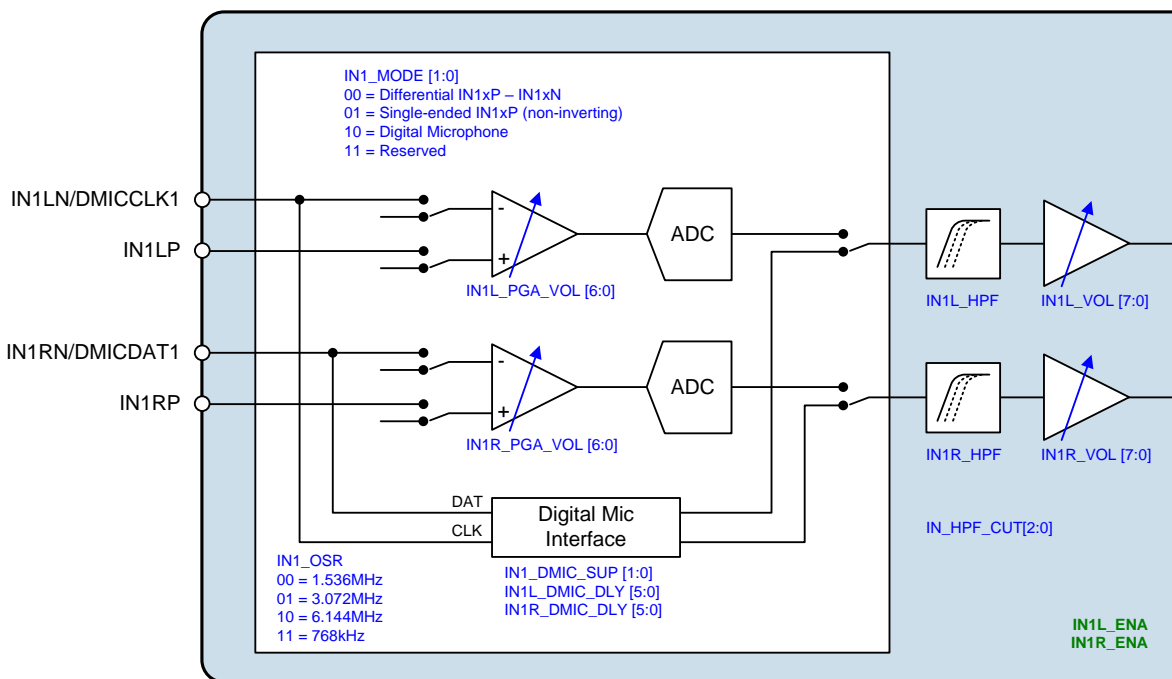 IN1_MODE [1:0]
00 = Differential IN1xP – IN1xN
01 = Single-ended IN1xP (non-inverting)
10 = Digital Microphone
11 = Reserved
IN1LN/DMICCLK1
-
ADC
IN1LP
+
IN1L_PGA_VOL [6:0]
IN1L_HPF
IN1L_VOL [7:0]
IN1RN/DMICDAT1
-
ADC
IN1RP
+
IN1R_PGA_VOL [6:0]
IN1R_HPF
IN1R_VOL [7:0]
DAT
CLK
Digital Mic
Interface
IN_HPF_CUT[2:0]
IN1_OSR
00 = 1.536MHz
01 = 3.072MHz
10 = 6.144MHz
11 = 768kHz
IN1_DMIC_SUP [1:0]
IN1L_DMIC_DLY [5:0]
IN1R_DMIC_DLY [5:0]
IN1L_ENA
IN1R_ENA